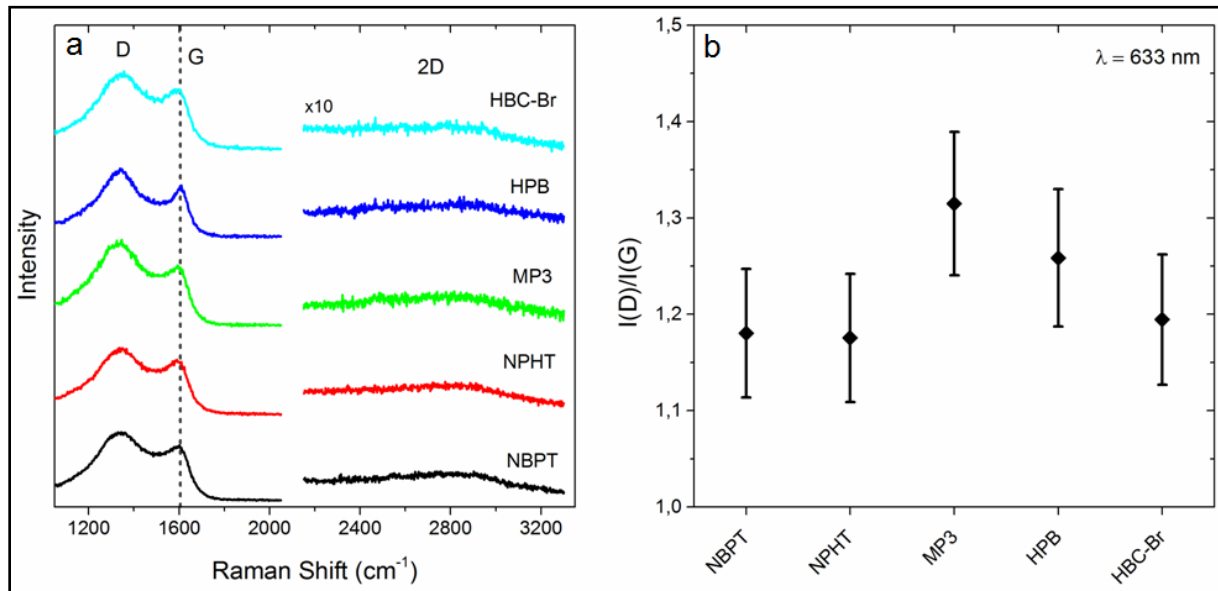 a
D
G
2D
x10
HBC-Br
HPB
MP3
NPHT
NBPT
Intensity
1200 1600 2000 2400 2800 3200
Raman Shift (cm⁻¹)
b
λ = 633 nm
1,5
1,4
1,3
1,2
1,1
1,0
I(D)/I(G)
NBPT
NPHT
MP3
HPB
HBC-Br